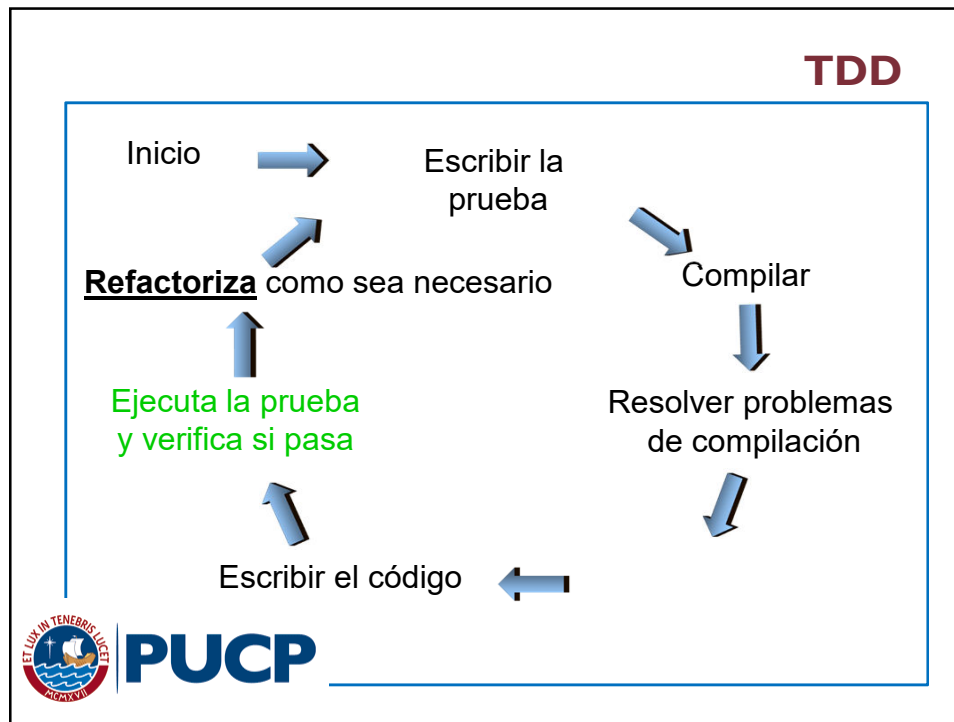 TDD
Inicio
Escribir la
prueba
Compilar
Resolver problemas
de compilación
Escribir el código
Ejecuta la prueba
y verifica si pasa
Refactoriza como sea necesario
ET LUX IN TENEBRIS LUCET
MCMXVII
PUCP